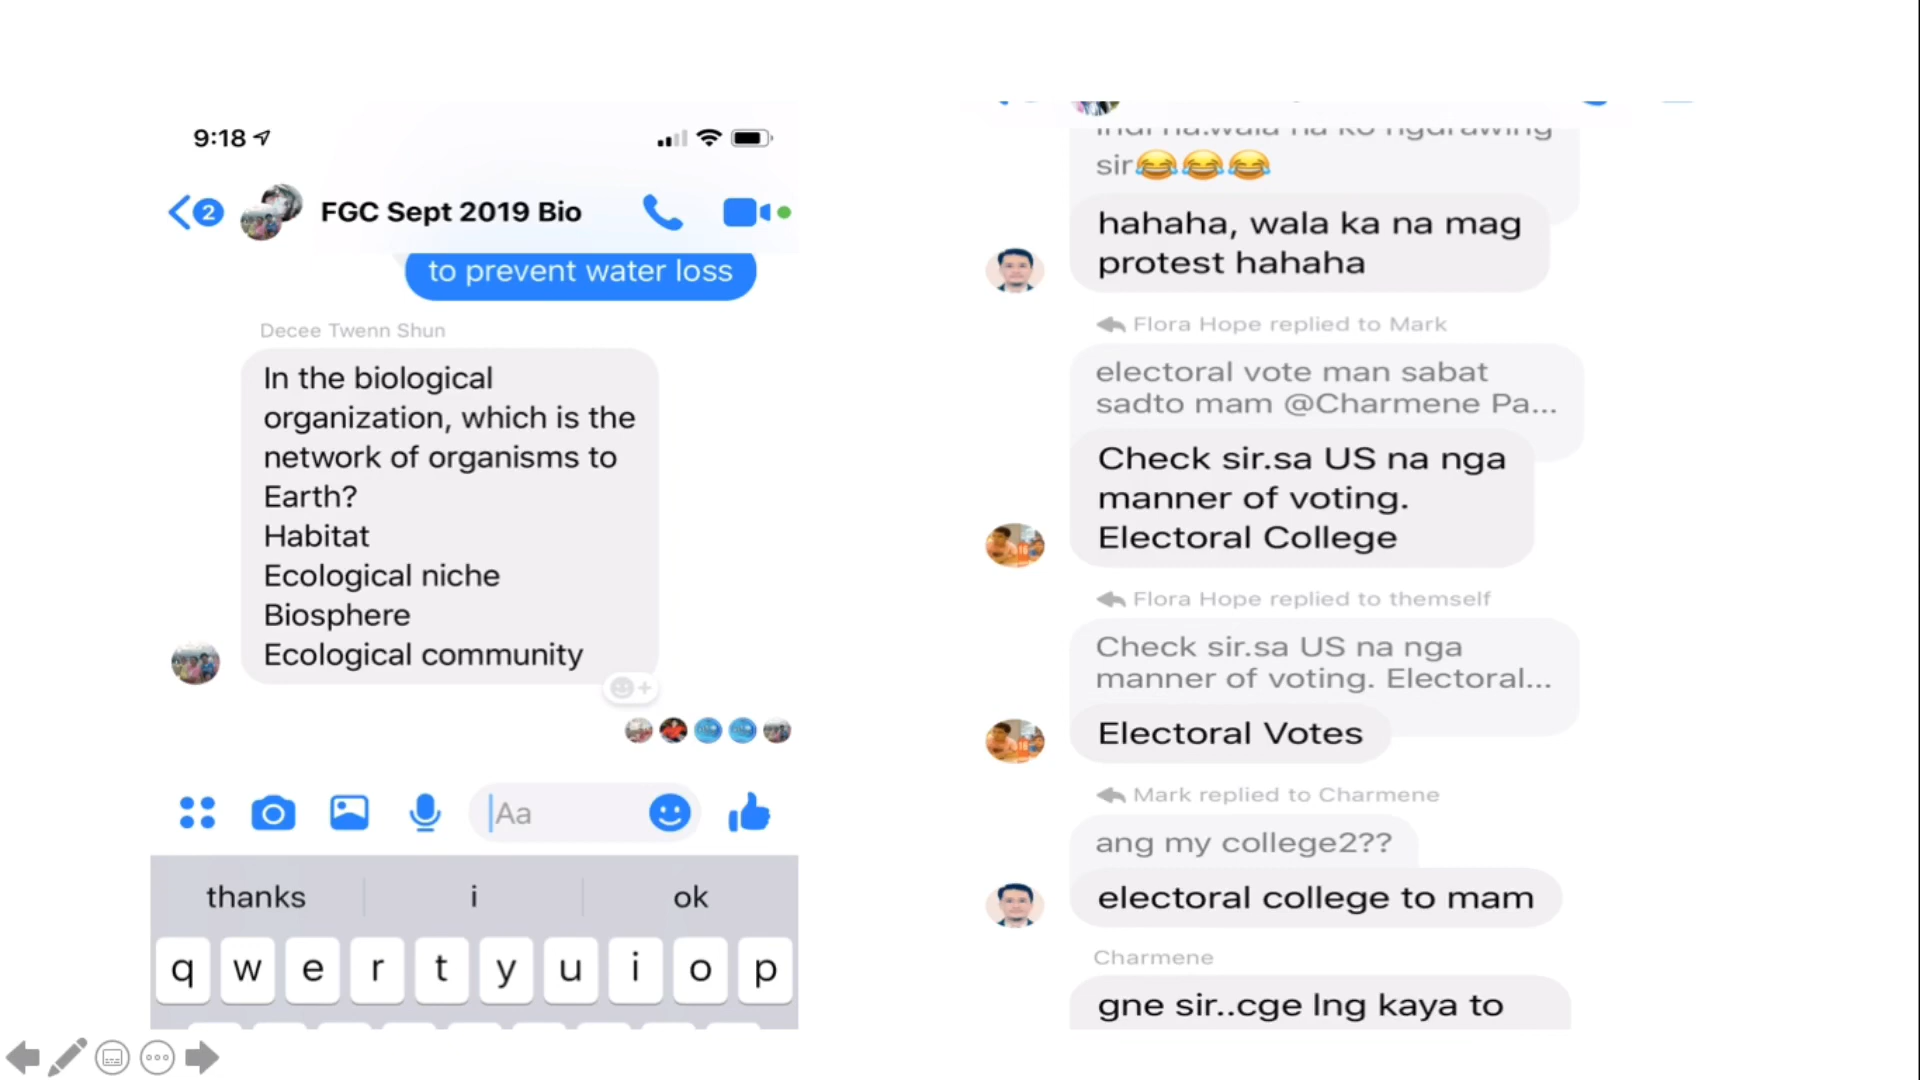 9:18
2
FGC Sept 2019 Bio
to prevent water loss
Decee Twenn Shun
In the biological
organization, which is the
network of organisms to
Earth?
Habitat
Ecological niche
Biosphere
Ecological community
Aa
thanks i ok
q w e r t y u i o p
sir😂😂😂
hahaha, wala ka na mag
protest hahaha
Flora Hope replied to Mark
electoral vote man sabat
sadto mam @Charmene Pa...
Check sir.sa US na nga
manner of voting.
Electoral College
Flora Hope replied to themself
Check sir.sa US na nga
manner of voting. Electoral...
Electoral Votes
Mark replied to Charmene
ang my college2??
electoral college to mam
Charmene
gne sir..cge lng kaya to